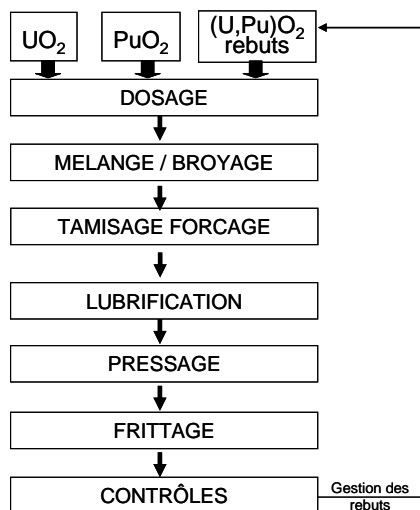 UO2
PuO2
(U,Pu)O2
rebuts
DOSAGE
MELANGE / BROYAGE
TAMISAGE FORCAGE
LUBRIFICATION
PRESSAGE
FRITTAGE
CONTRÔLES
Gestion des
rebuts